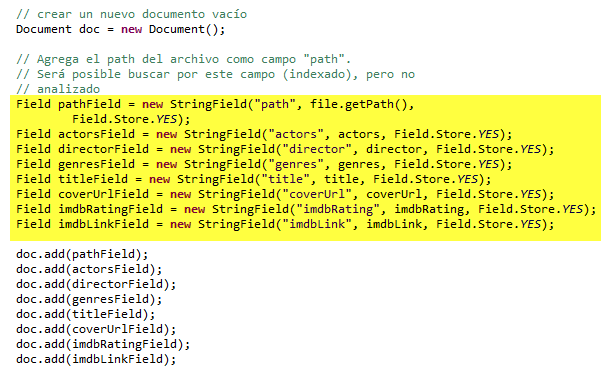 // crear un nuevo documento vacío
Document doc = new Document();
// Agrega el path del archivo como campo "path".
// Será posible buscar por este campo (indexado), pero no
// analizado
Field pathField = new StringField("path", file.getPath(),
Field.Store.YES);
Field actorsField = new StringField("actors", actors, Field.Store.YES);
Field directorField = new StringField("director", director, Field.Store.YES);
Field genresField = new StringField("genres", genres, Field.Store.YES);
Field titleField = new StringField("title", title, Field.Store.YES);
Field coverUrlField = new StringField("coverUrl", coverUrl, Field.Store.YES);
Field imdbRatingField = new StringField("imdbRating", imdbRating, Field.Store.YES);
Field imdbLinkField = new StringField("imdbLink", imdbLink, Field.Store.YES);
doc.add(pathField);
doc.add(actorsField);
doc.add(directorField);
doc.add(genresField);
doc.add(titleField);
doc.add(coverUrlField);
doc.add(imdbRatingField);
doc.add(imdbLinkField);